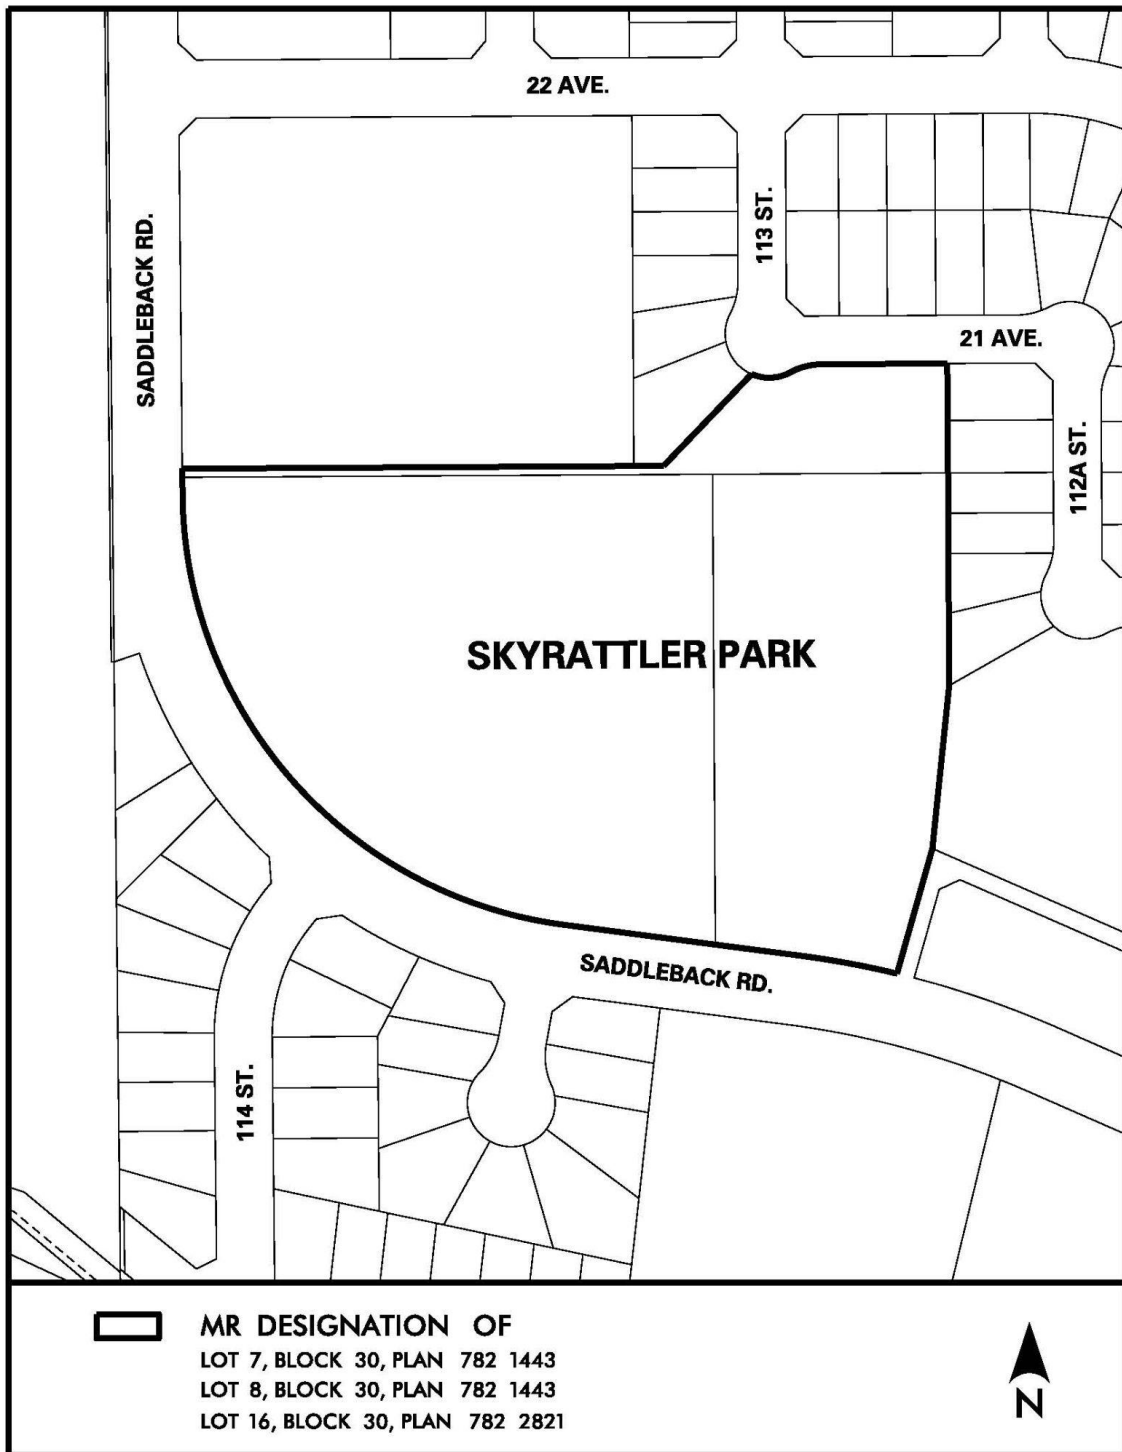 22 AVE.
SADDLEBACK RD.
113 ST.
21 AVE.
112A ST.
SKYRATTLER PARK
SADDLEBACK RD.
114 ST.
MR DESIGNATION OF
LOT 7, BLOCK 30, PLAN 782 1443
LOT 8, BLOCK 30, PLAN 782 1443
LOT 16, BLOCK 30, PLAN 782 2821
N